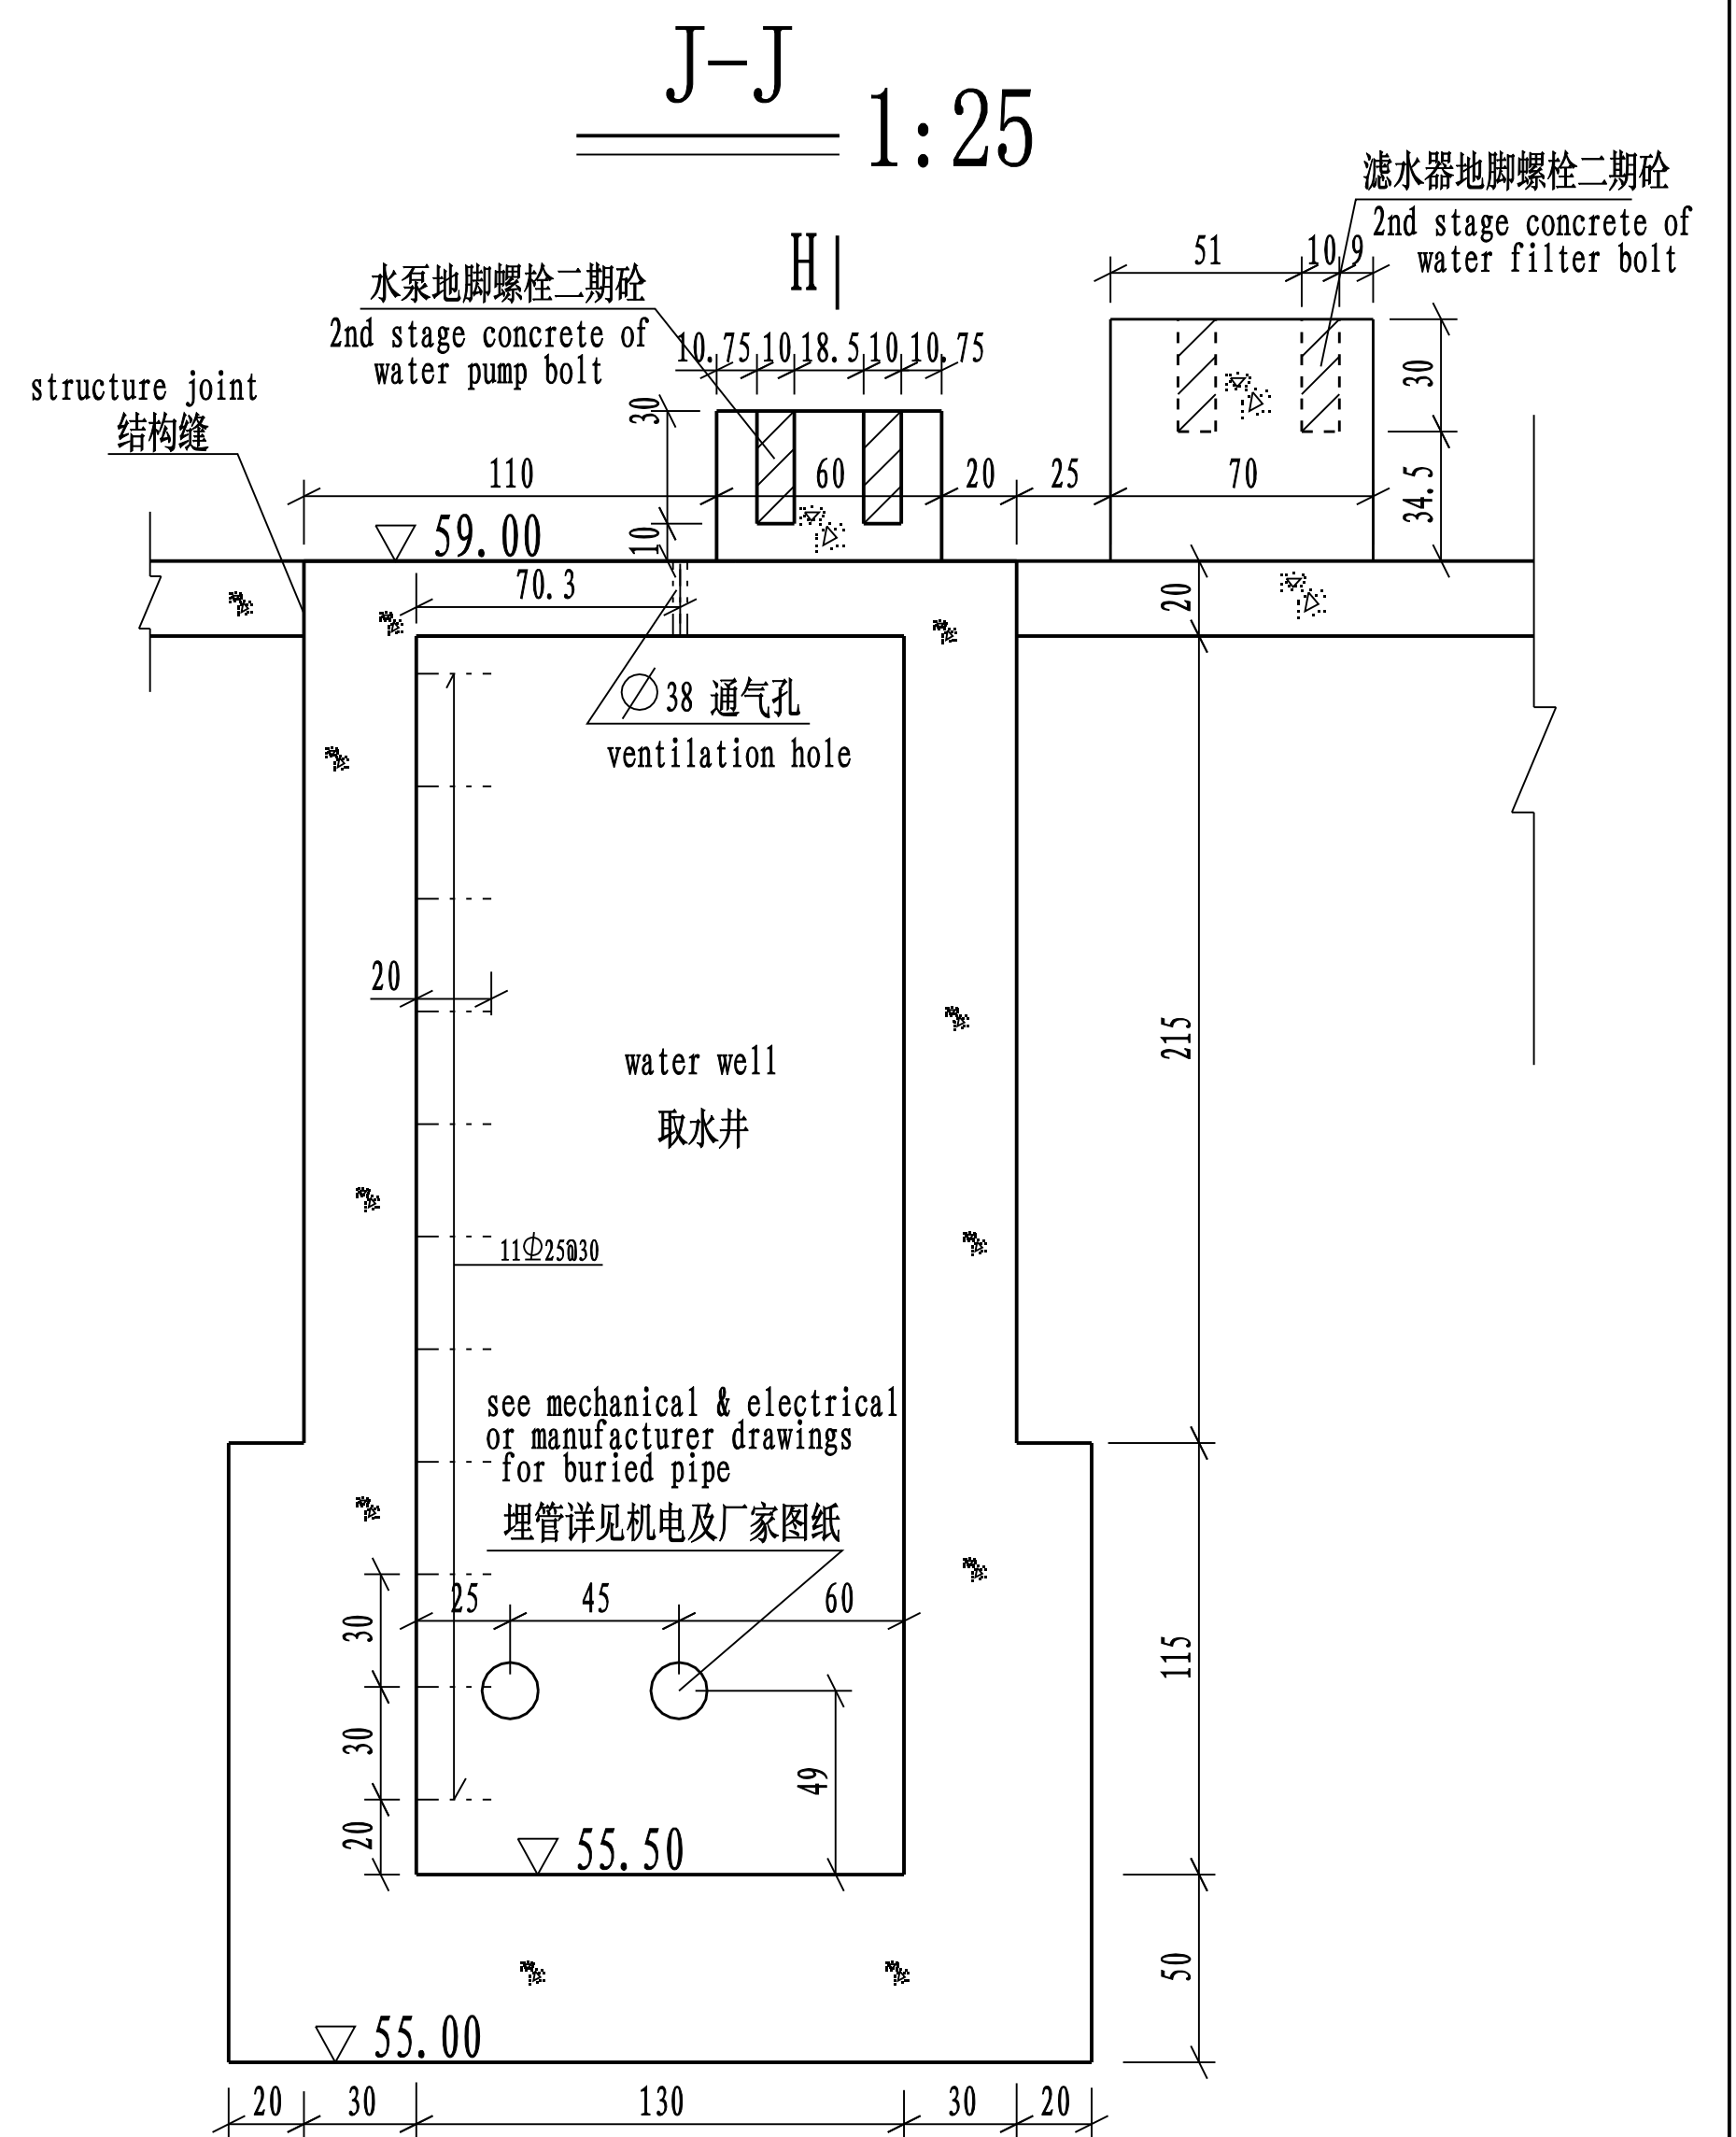 J-J
1:25
滤水器地脚螺栓二期砼
2nd stage concrete of
water filter bolt
51 10 9
H
水泵地脚螺栓二期砼
2nd stage concrete of
water pump bolt
10.75 10 18.5 10 10.75
structure joint
结构缝
30
30
110 60 20 25 70
34.5
59.00
10
70.3
20
⌀38 通气孔
ventilation hole
20
215
water well
取水井
11Φ25@30
see mechanical & electrical
or manufacturer drawings
for buried pipe
埋管详见机电及厂家图纸
25 45 60
30
115
30
49
20
55.50
50
55.00
20 30 130 30 20